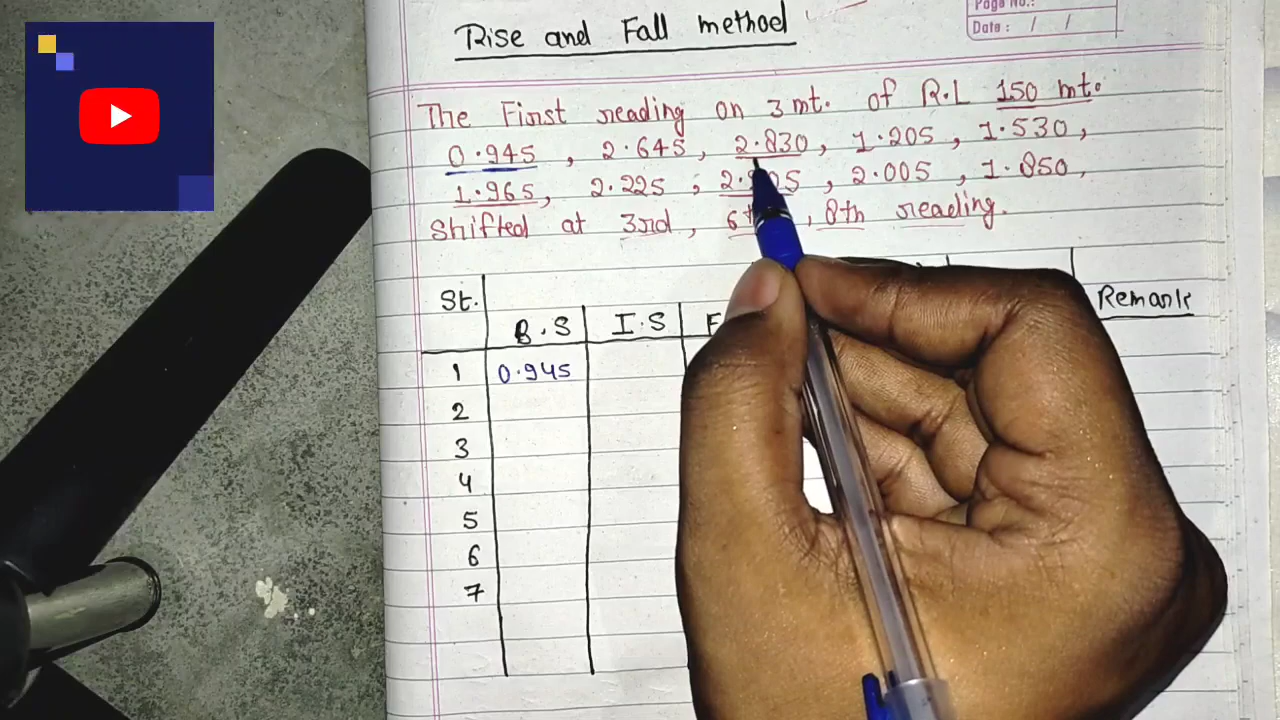 Page No.:
Date : / /
Rise and Fall method
The First reading on 3 mt. of R.L 150 mt.
0.945 , 2.645 , 2.830 , 1.205 , 1.530 ,
1.965 , 2.225 , , 2.005 , 1.850 ,
Shifted at 3rd , , 8th reading.
St. Remark
B.S I.S F
1 0.945
2
3
4
5
6
7